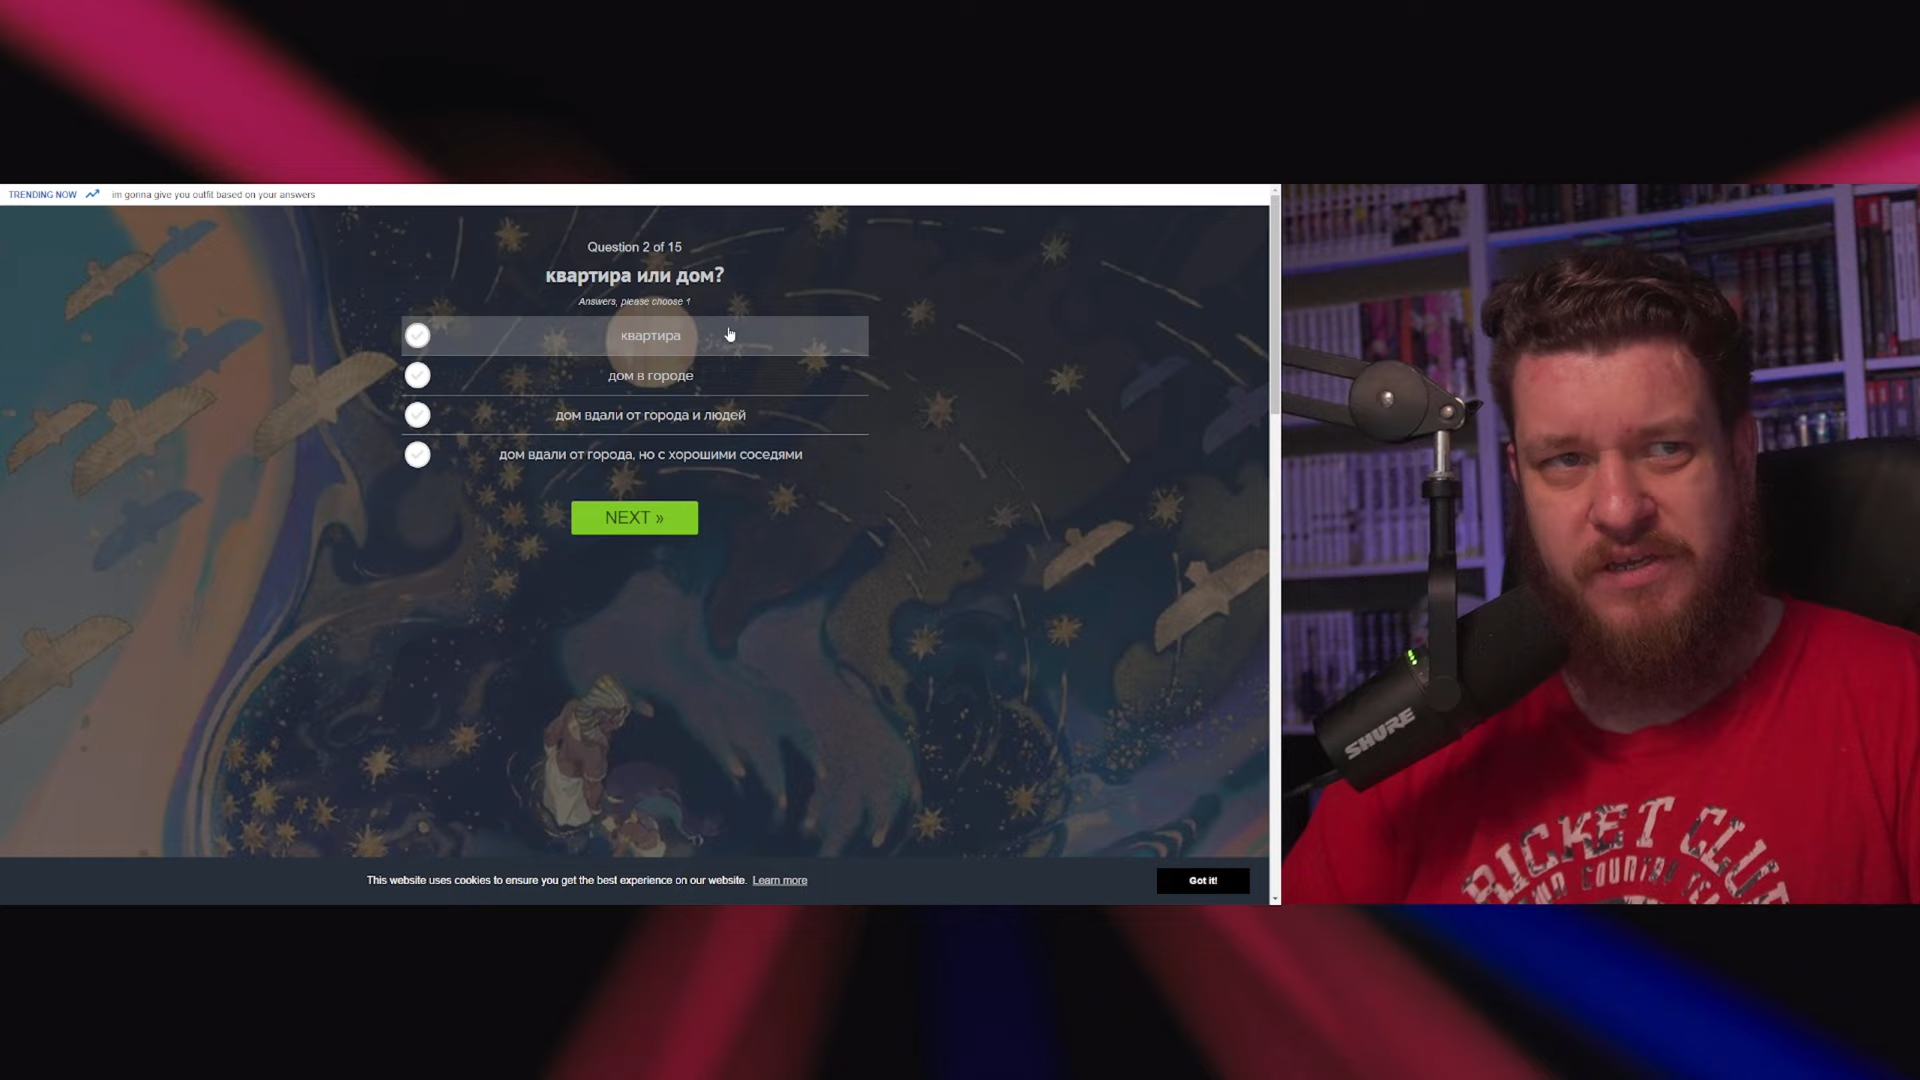 TRENDING NOW im gonna give you outfit based on your answers
Question 2 of 15
квартира или дом?
Answers, please choose 1
квартира
дом в городе
дом вдали от города и людей
дом вдали от города, но с хорошими соседями
NEXT »
This website uses cookies to ensure you get the best experience on our website. Learn more
Got it!
SHURE
RICKET CLU
COUNTRY